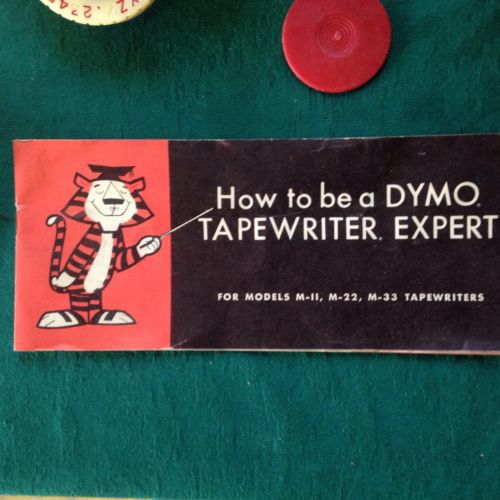 How to be a DYMO®
TAPEWRITER® EXPERT
FOR MODELS M-11, M-22, M-33 TAPEWRITERS